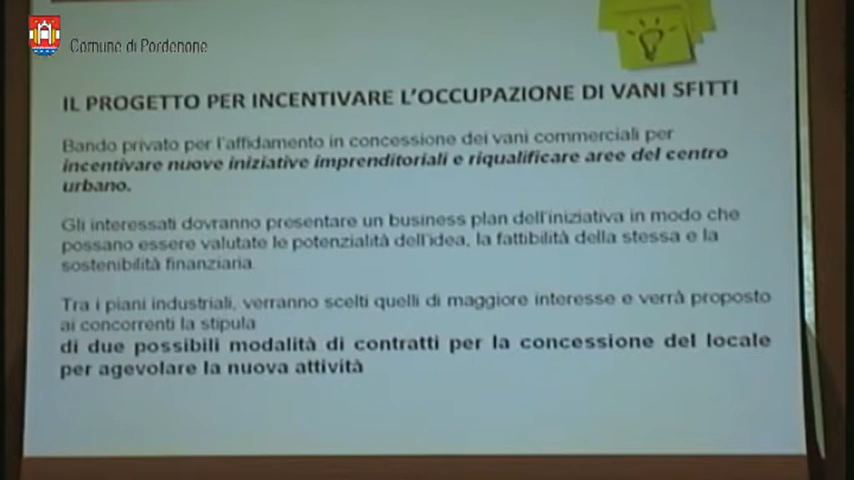 Comune di Pordenone
IL PROGETTO PER INCENTIVARE L'OCCUPAZIONE DI VANI SFITTI
Bando privato per l'affidamento in concessione dei vani commerciali per
incentivare nuove iniziative imprenditoriali e riqualificare aree del centro
urbano.
Gli interessati dovranno presentare un business plan dell'iniziativa in modo che
possano essere valutate le potenzialità dell'idea, la fattibilità della stessa e la
sostenibilità finanziaria.
Tra i piani industriali, verranno scelti quelli di maggiore interesse e verrà proposto
ai concorrenti la stipula
di due possibili modalità di contratti per la concessione del locale
per agevolare la nuova attività